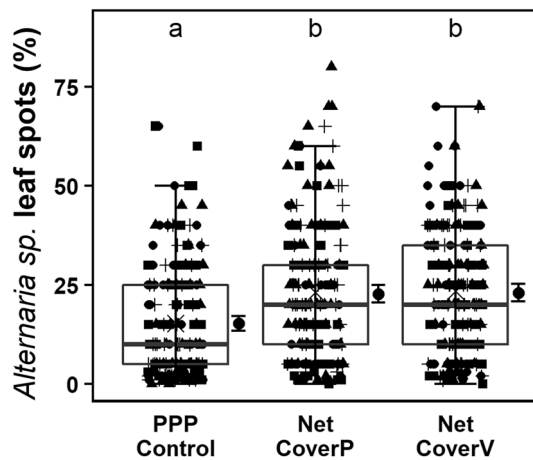 a b b
Alternaria sp. leaf spots (%)
75
50
25
0
PPP Net Net
Control CoverP CoverV